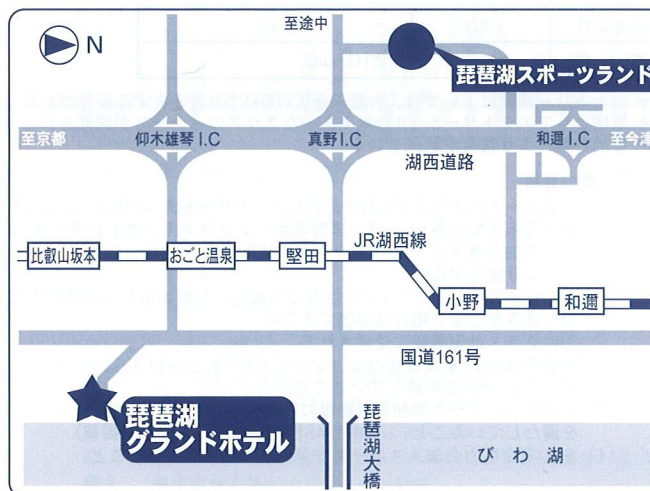 N
至途中
琵琶湖スポーツランド
至京都
仰木雄琴 I.C
真野 I.C
和邇 I.C
至今津
湖西道路
比叡山坂本
おごと温泉
堅田
JR湖西線
小野
和邇
国道161号
琵琶湖
グランドホテル
琵琶湖大橋
びわ湖